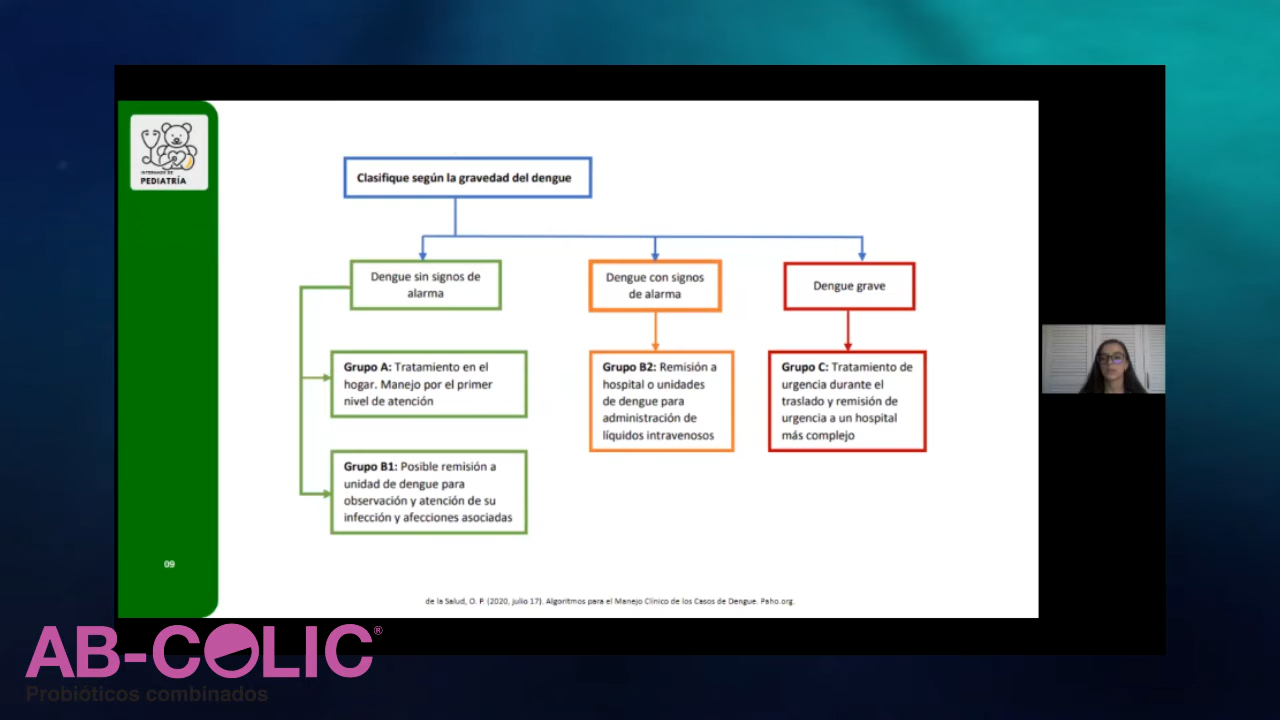 INTERNADO DE
PEDIATRÍA
Clasifique según la gravedad del dengue
Dengue sin signos de
alarma
Dengue con signos
de alarma
Dengue grave
Grupo A: Tratamiento en el
hogar. Manejo por el primer
nivel de atención
Grupo B2: Remisión a
hospital o unidades
de dengue para
administración de
líquidos intravenosos
Grupo C: Tratamiento de
urgencia durante el
traslado y remisión de
urgencia a un hospital
más complejo
Grupo B1: Posible remisión a
unidad de dengue para
observación y atención de su
infección y afecciones asociadas
09
de la Salud, O. P. (2020, julio 17). Algoritmos para el Manejo Clínico de los Casos de Dengue. Paho.org.
AB-COLIC®
Probióticos combinados